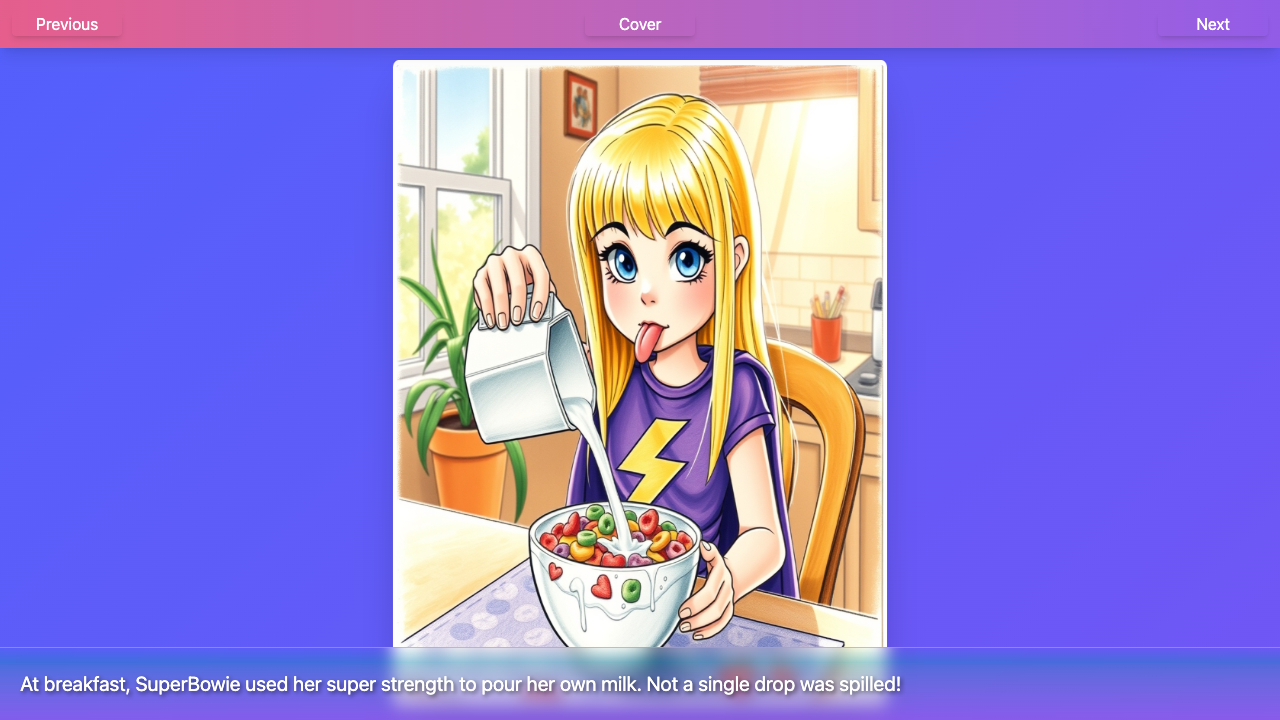 Previous
Cover
Next
At breakfast, SuperBowie used her super strength to pour her own milk. Not a single drop was spilled!